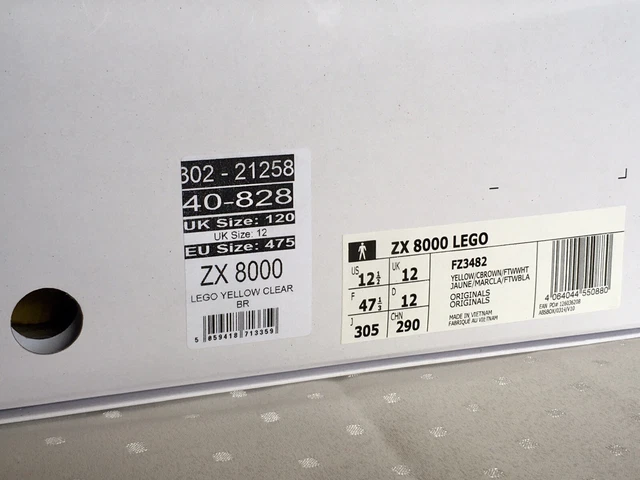 302 - 21258
40-828
UK Size: 120
UK Size: 12
EU Size: 475
ZX 8000
LEGO YELLOW CLEAR
BR
5 859418 713359
ZX 8000 LEGO
US 12½ UK 12
F 47⅓ D 12
J 305 CHN 290
FZ3482
YELLOW/CBROWN/FTWWHT
JAUNE/MARCLA/FTWBLA
ORIGINALS
ORIGINALS
MADE IN VIETNAM
FABRIQUE AU VIETNAM
4 064044 550880
EAN PO#